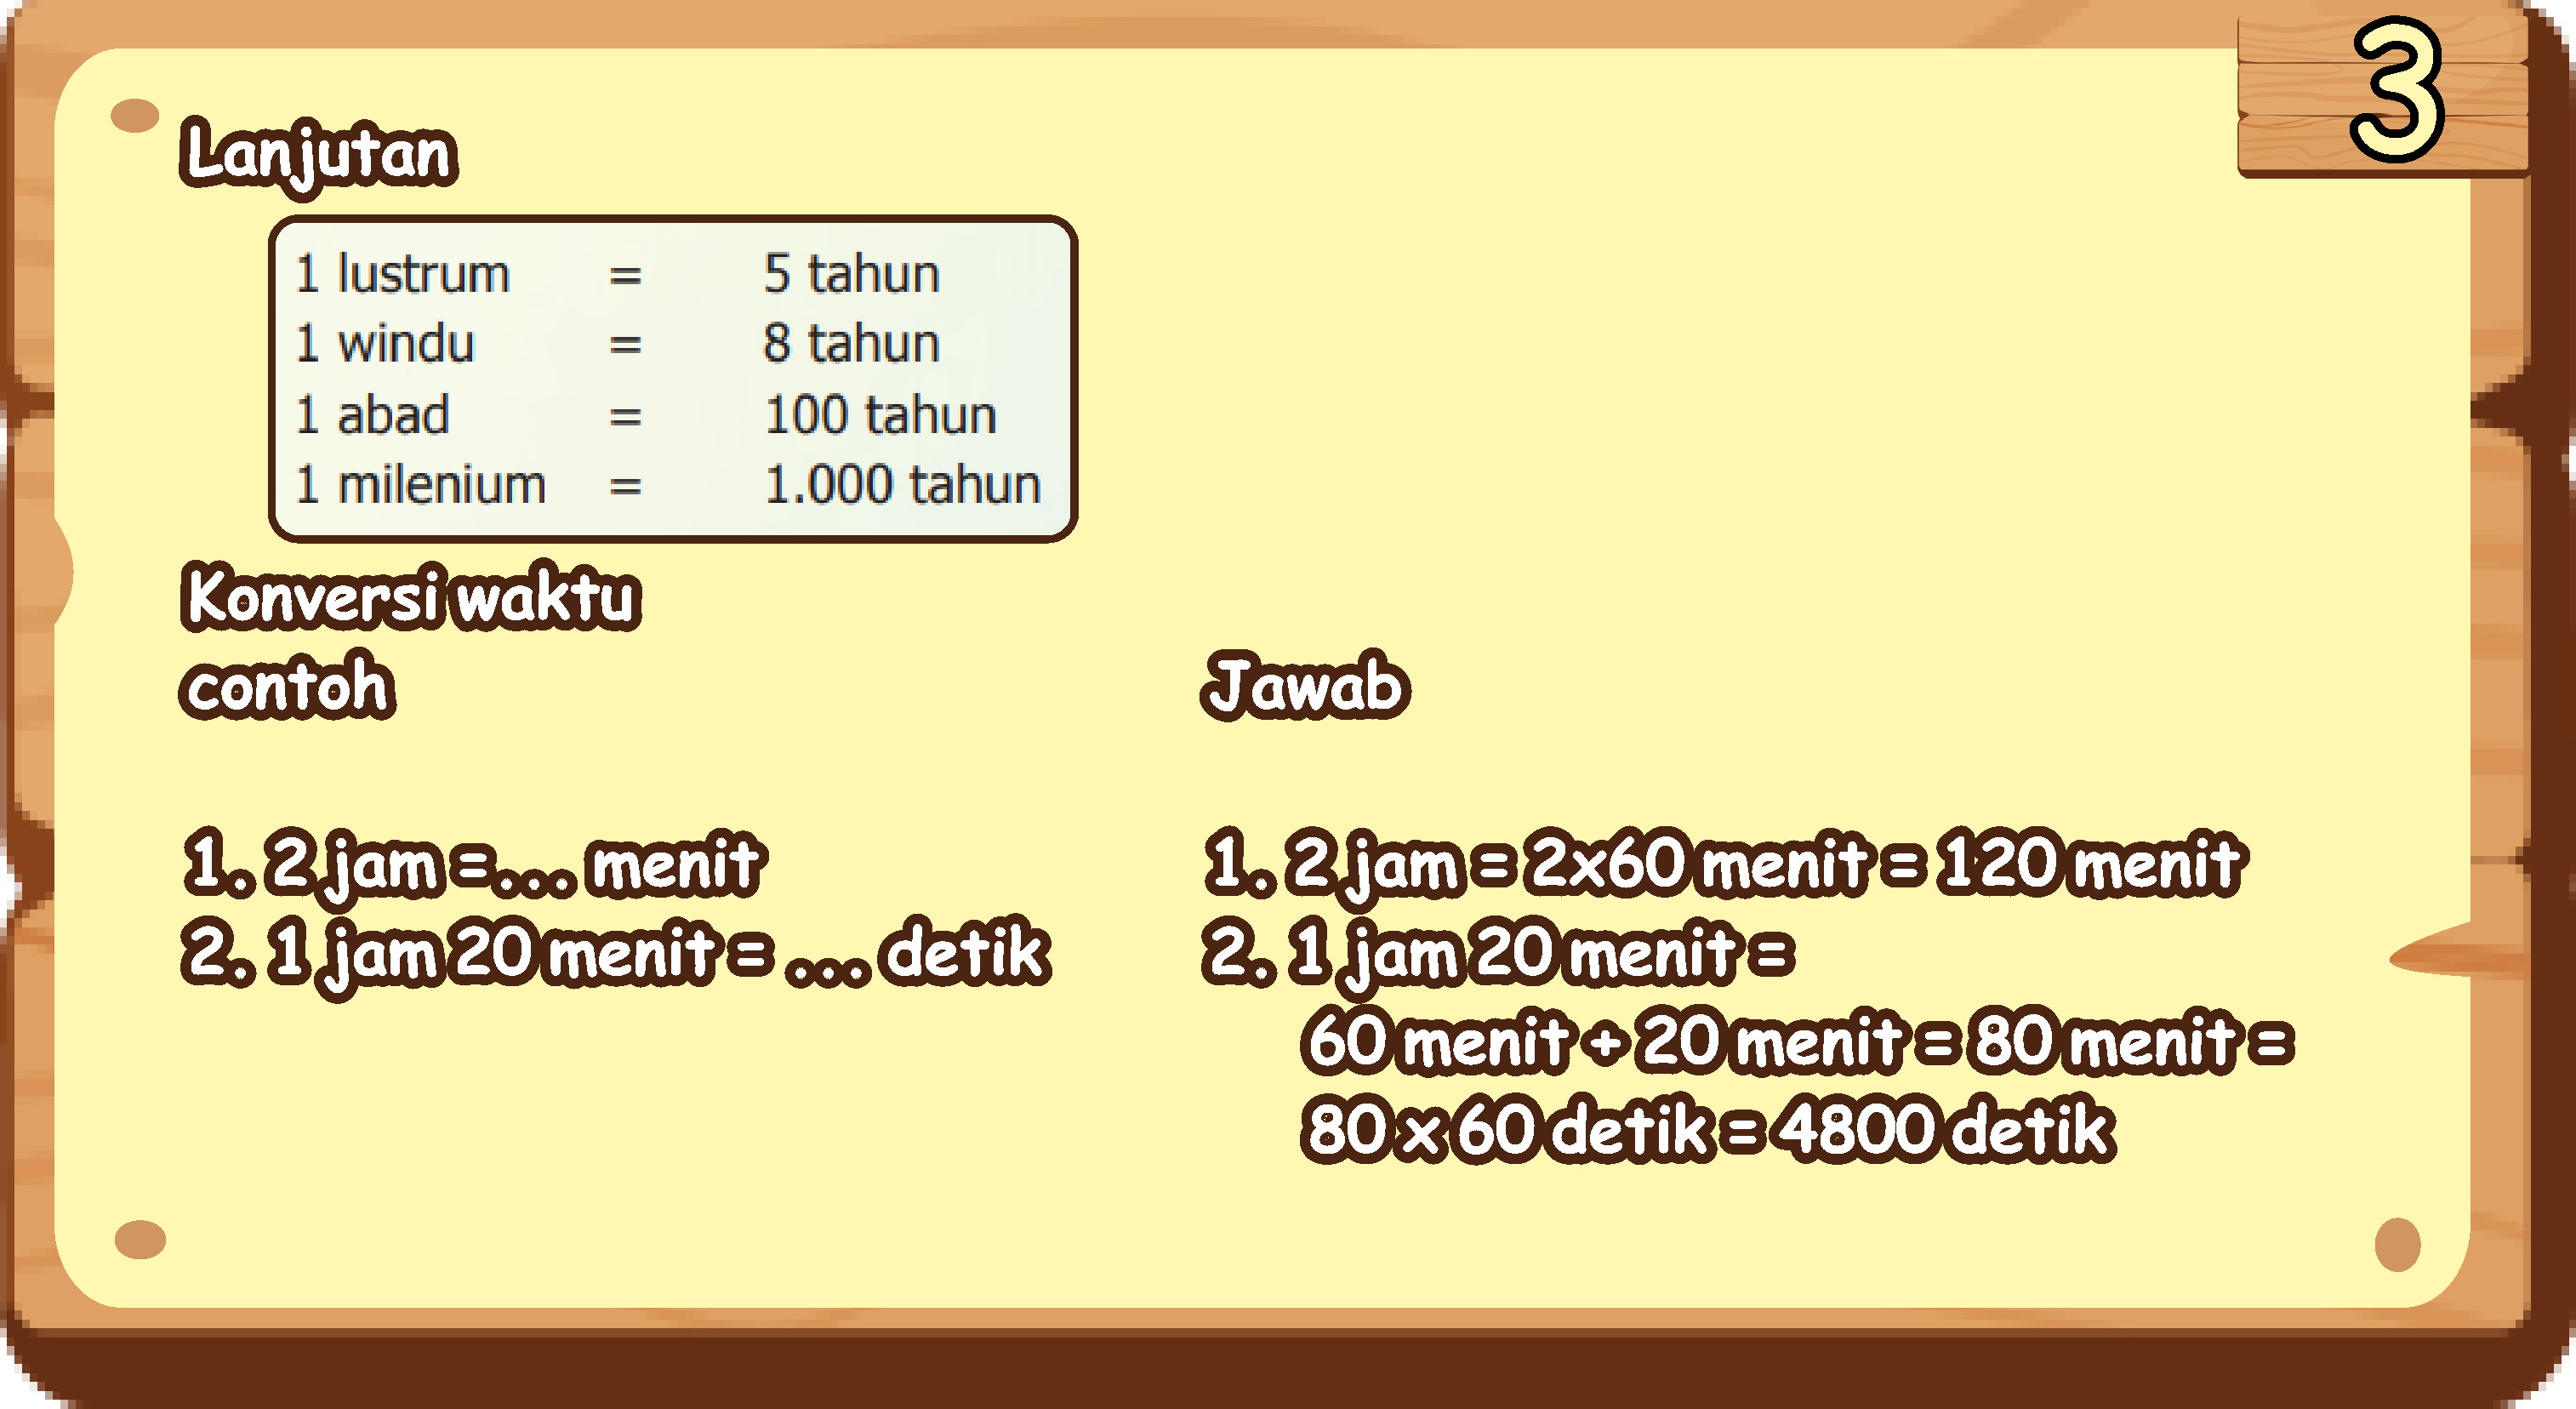 3
Lanjutan
1 lustrum = 5 tahun
1 windu = 8 tahun
1 abad = 100 tahun
1 milenium = 1.000 tahun
Konversi waktu
contoh
1. 2 jam =... menit
2. 1 jam 20 menit = ... detik
Jawab
1. 2 jam = 2x60 menit = 120 menit
2. 1 jam 20 menit =
60 menit + 20 menit = 80 menit =
80 x 60 detik = 4800 detik